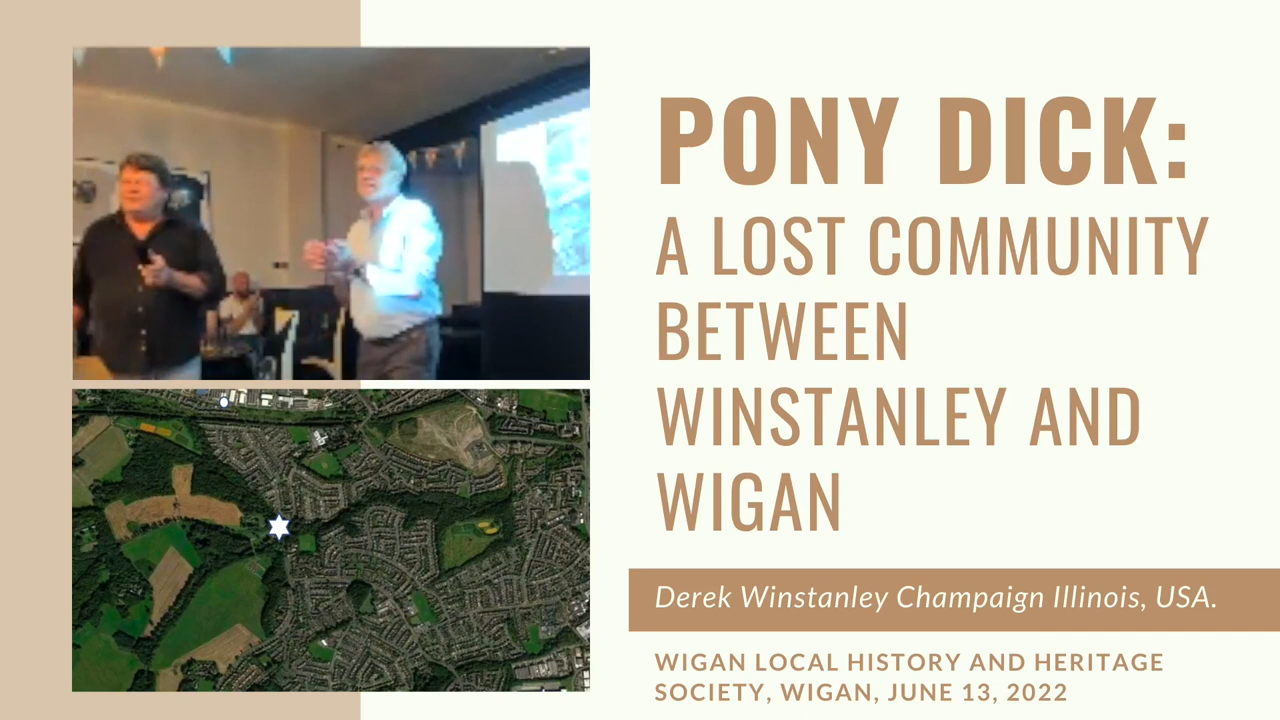 PONY DICK:
A LOST COMMUNITY
BETWEEN
WINSTANLEY AND
WIGAN
Derek Winstanley Champaign Illinois, USA.
WIGAN LOCAL HISTORY AND HERITAGE
SOCIETY, WIGAN, JUNE 13, 2022